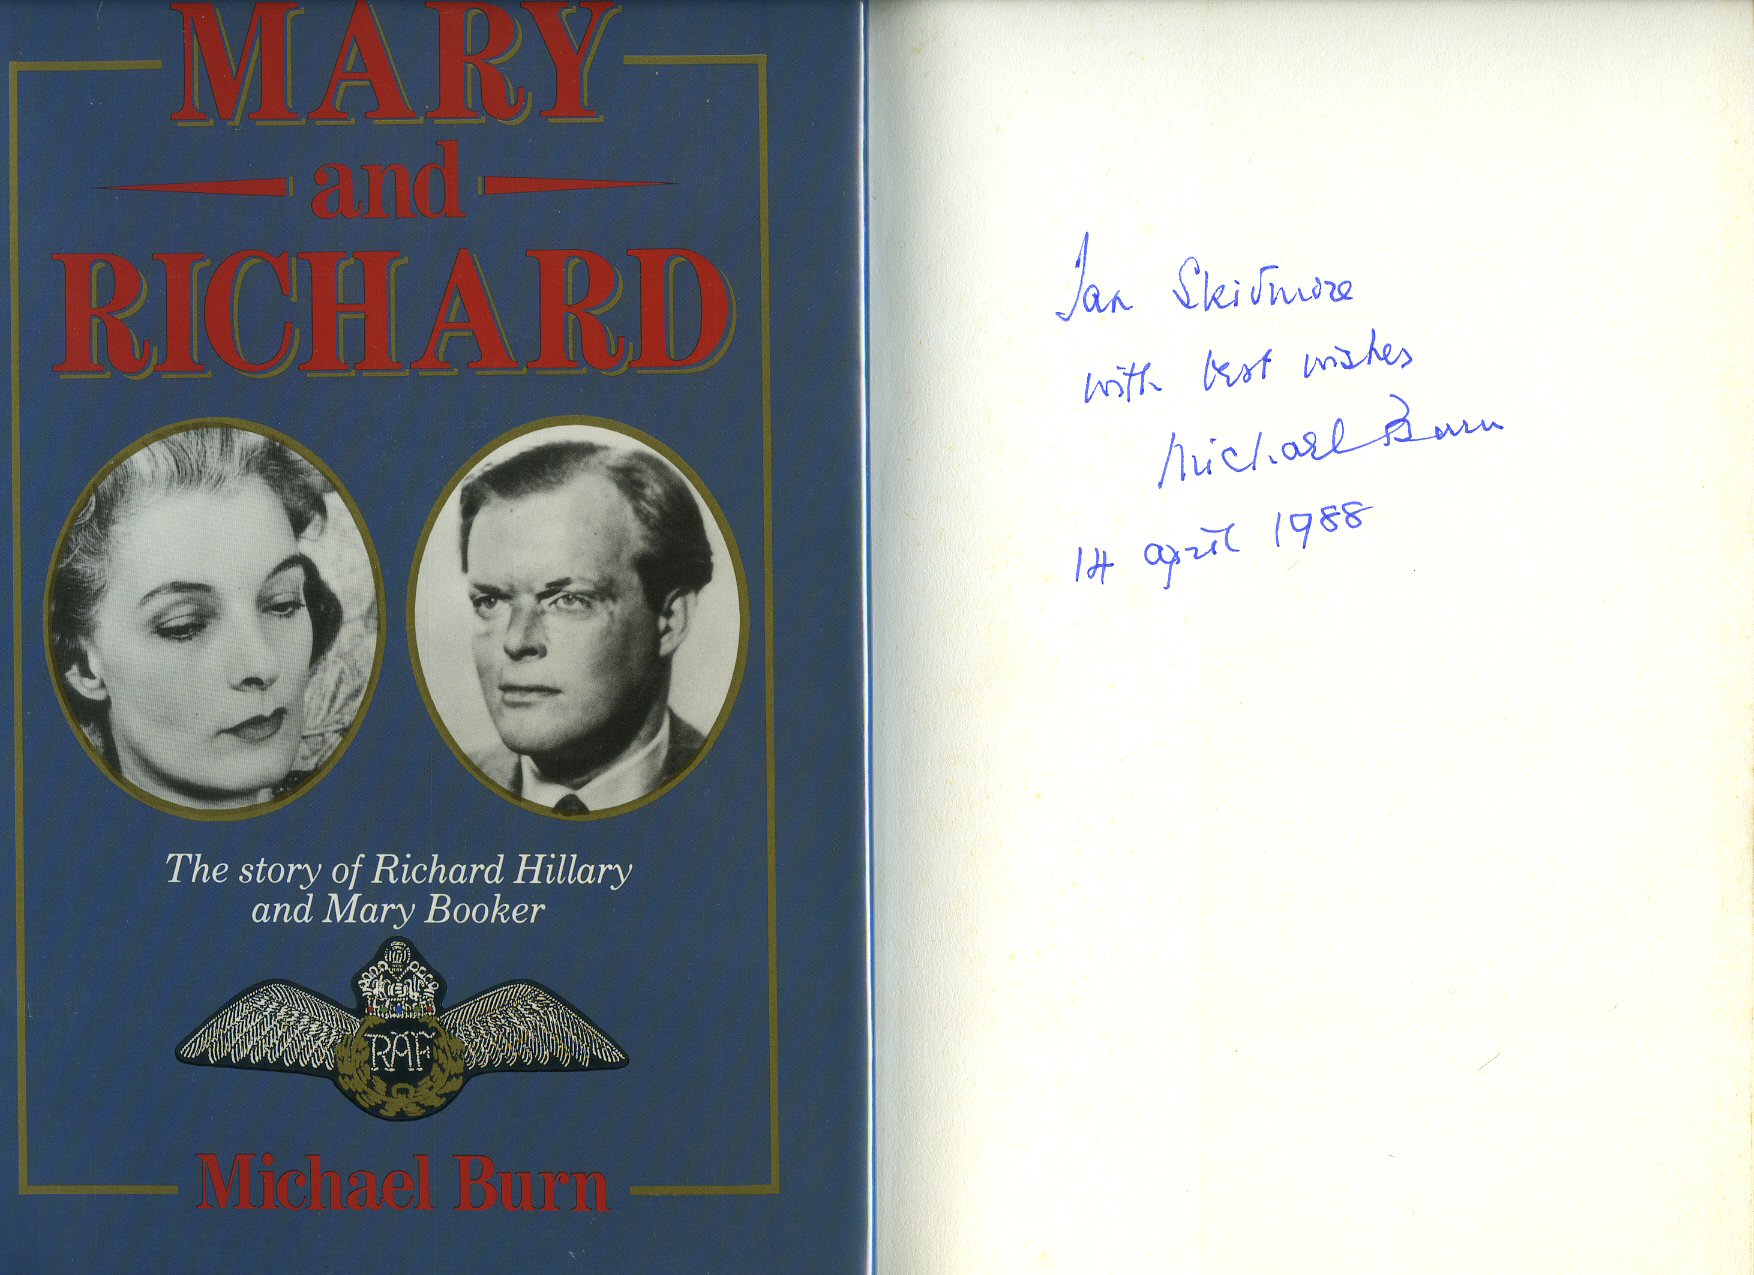 MARY
and
RICHARD
The story of Richard Hillary
and Mary Booker
RAF
Michael Burn
Ian Skidmore
with best wishes
Michael Burn
14 april 1988